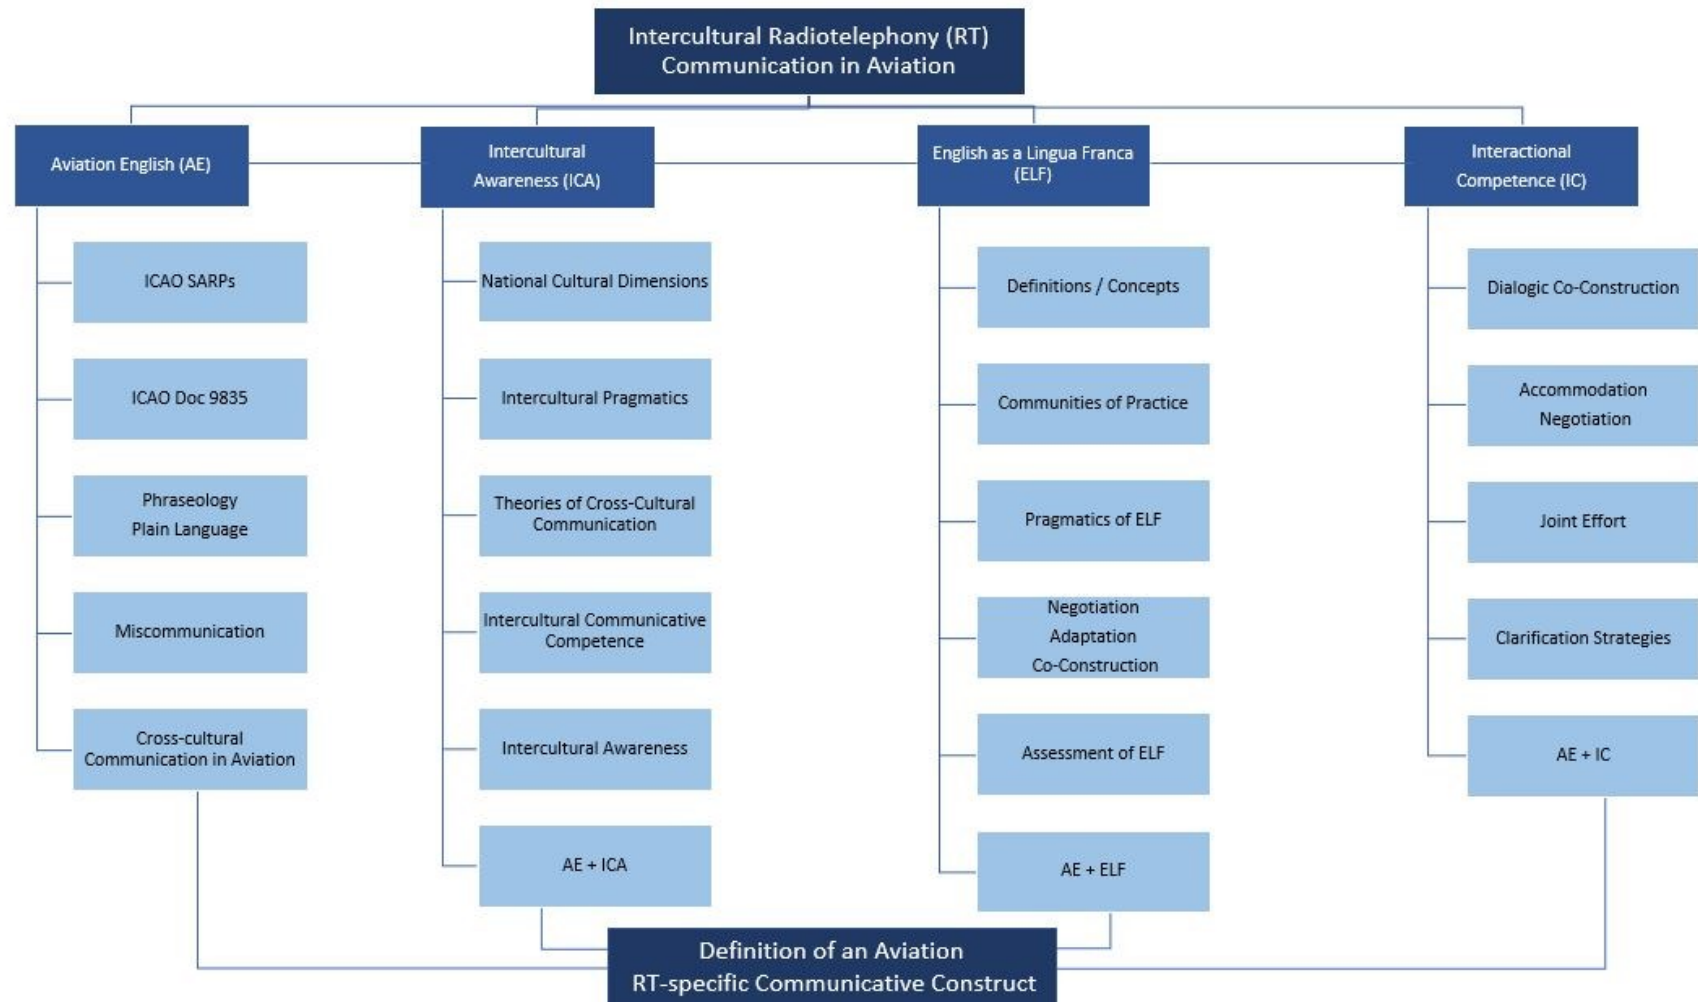 Intercultural Radiotelephony (RT)
Communication in Aviation
Aviation English (AE)
ICAO SARPs
ICAO Doc 9835
Phraseology
Plain Language
Miscommunication
Cross-cultural
Communication in Aviation
Intercultural
Awareness (ICA)
National Cultural Dimensions
Intercultural Pragmatics
Theories of Cross-Cultural
Communication
Intercultural Communicative
Competence
Intercultural Awareness
AE + ICA
English as a Lingua Franca
(ELF)
Definitions / Concepts
Communities of Practice
Pragmatics of ELF
Negotiation
Adaptation
Co-Construction
Assessment of ELF
AE + ELF
Interactional
Competence (IC)
Dialogic Co-Construction
Accommodation
Negotiation
Joint Effort
Clarification Strategies
AE + IC
Definition of an Aviation
RT-specific Communicative Construct